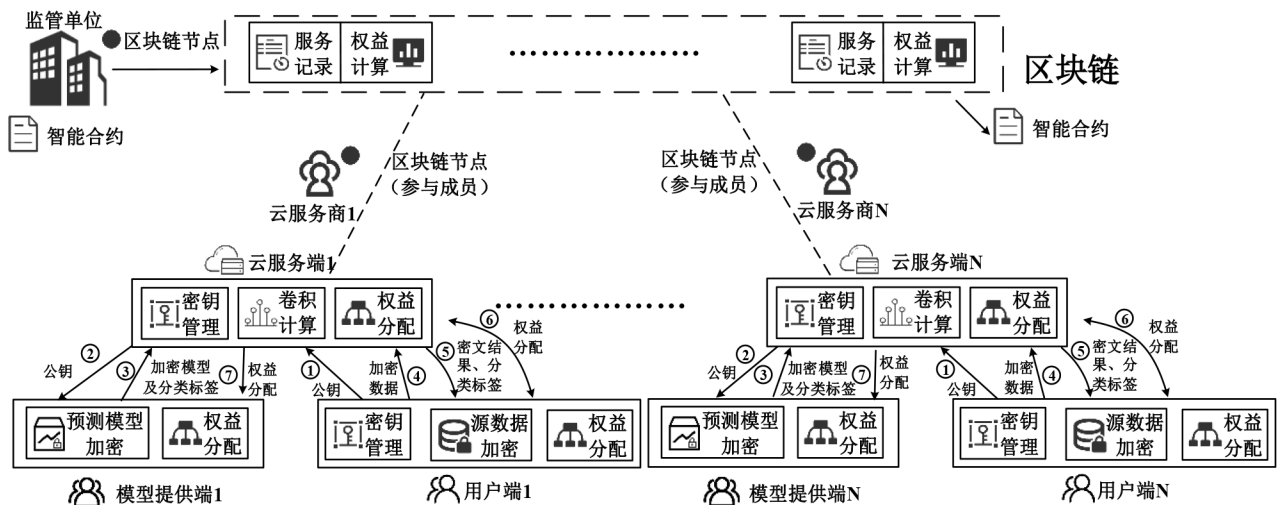 监管单位
区块链节点
服务
记录
权益
计算
服务
记录
权益
计算
区块链
智能合约
智能合约
区块链节点
(参与成员)
云服务商1
区块链节点
(参与成员)
云服务商N
云服务端1
密钥
管理
卷积
计算
权益
分配
云服务端N
密钥
管理
卷积
计算
权益
分配
②
公钥
③
加密模型
及分类标签
⑦
权益
分配
①
公钥
加密
数据
④
⑤
密文结
果、分
类标签
⑥
权益
分配
②
公钥
③
加密模型
及分类标签
⑦
权益
分配
①
公钥
加密
数据
④
⑤
密文结
果、分
类标签
⑥
权益
分配
预测模型
加密
权益
分配
模型提供端1
密钥
管理
源数据
加密
权益
分配
用户端1
预测模型
加密
权益
分配
模型提供端N
密钥
管理
源数据
加密
权益
分配
用户端N